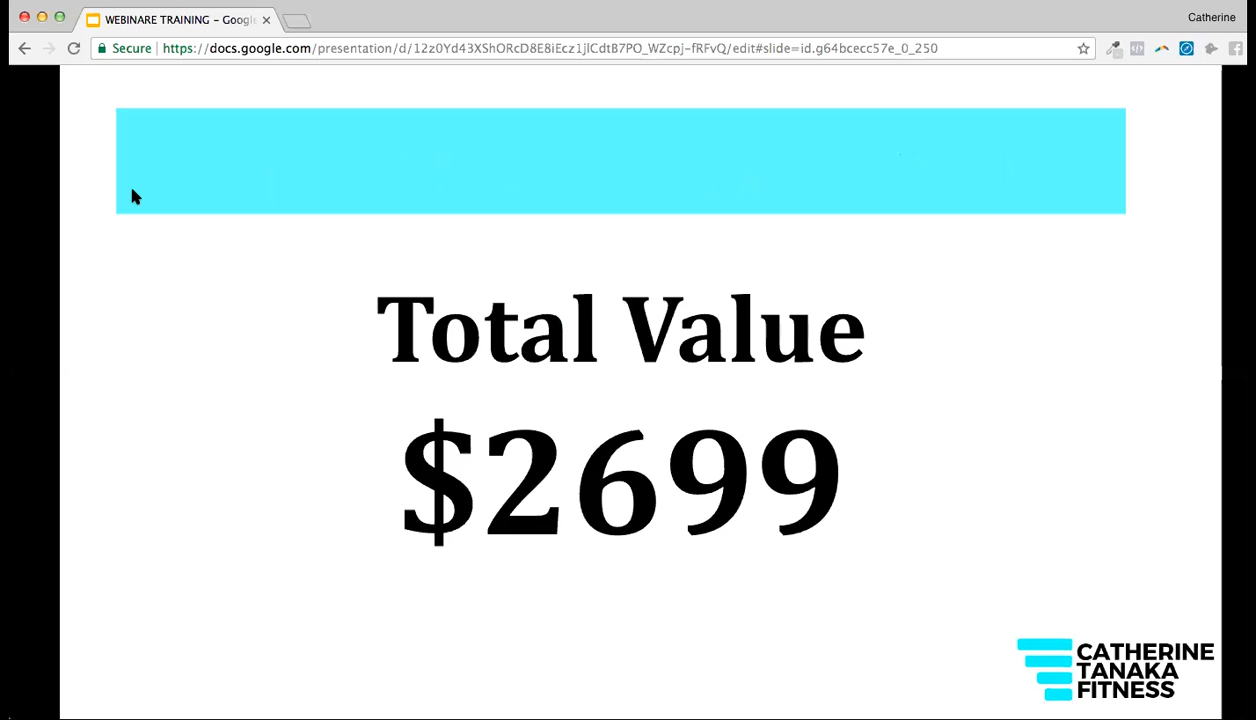 WEBINARE TRAINING – Googl
Catherine
Secure
https://docs.google.com/presentation/d/12z0Yd43XShORcD8E8iEcz1jlCdtB7PO_WZcpj-fRFvQ/edit#slide=id.g64bcecc57e_0_250
Total Value
$2699
CATHERINE
TANAKA
FITNESS